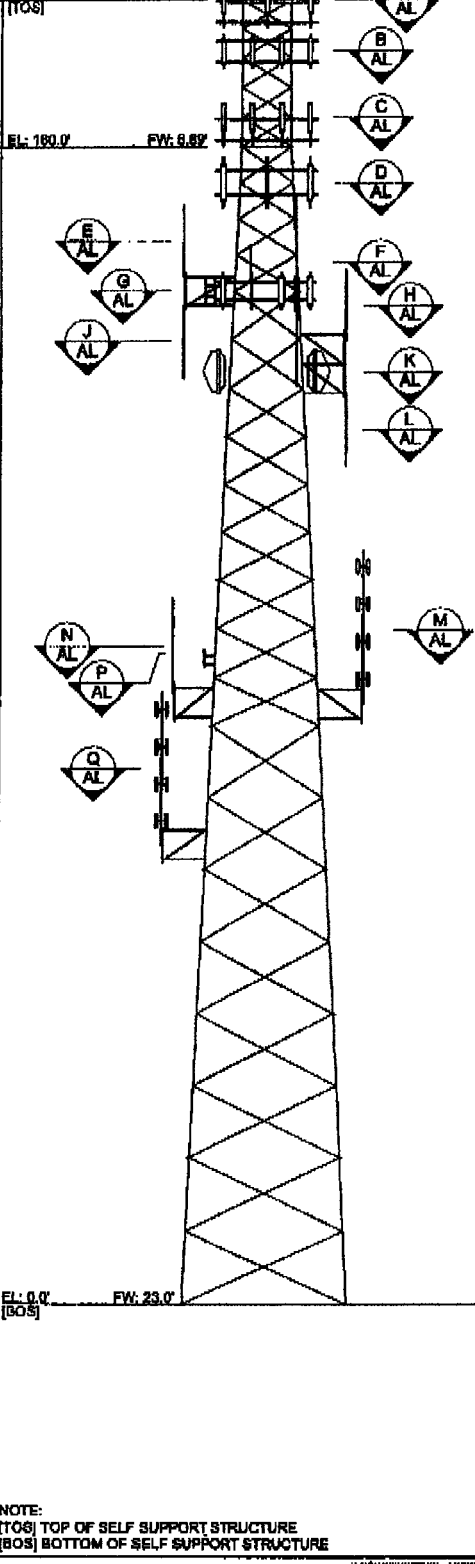 [TOS]
AL
B
AL
C
AL
EL: 160.0' FW: 6.69'
D
AL
E
AL
F
AL
G
AL
H
AL
J
AL
K
AL
L
AL
M
AL
N
AL
P
AL
Q
AL
EL: 0.0' FW: 23.0'
[BOS]
NOTE:
[TOS] TOP OF SELF SUPPORT STRUCTURE
[BOS] BOTTOM OF SELF SUPPORT STRUCTURE